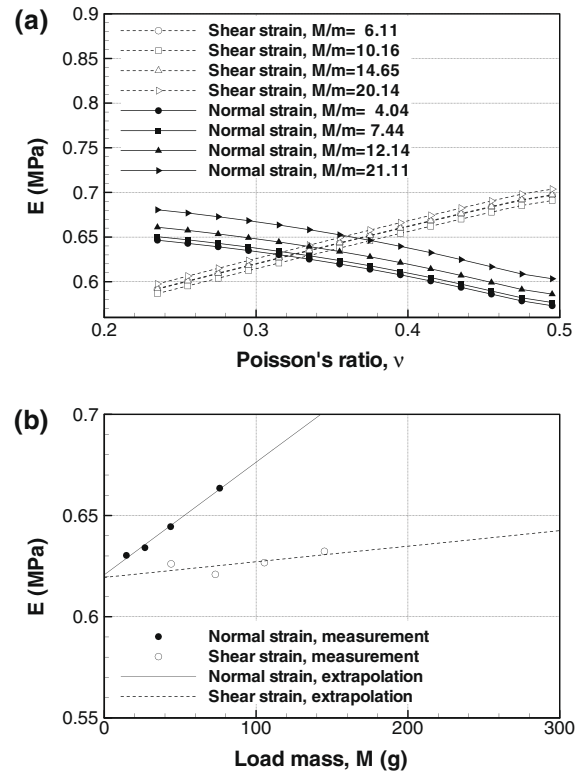 (a)
0.9
0.85
0.8
0.75
0.7
0.65
0.6
E (MPa)
Shear strain, M/m= 6.11
Shear strain, M/m=10.16
Shear strain, M/m=14.65
Shear strain, M/m=20.14
Normal strain, M/m= 4.04
Normal strain, M/m= 7.44
Normal strain, M/m=12.14
Normal strain, M/m=21.11
0.2 0.3 0.4 0.5
Poisson's ratio, ν
(b)
0.7
0.65
0.6
0.55
E (MPa)
Normal strain, measurement
Shear strain, measurement
Normal strain, extrapolation
Shear strain, extrapolation
0 100 200 300
Load mass, M (g)